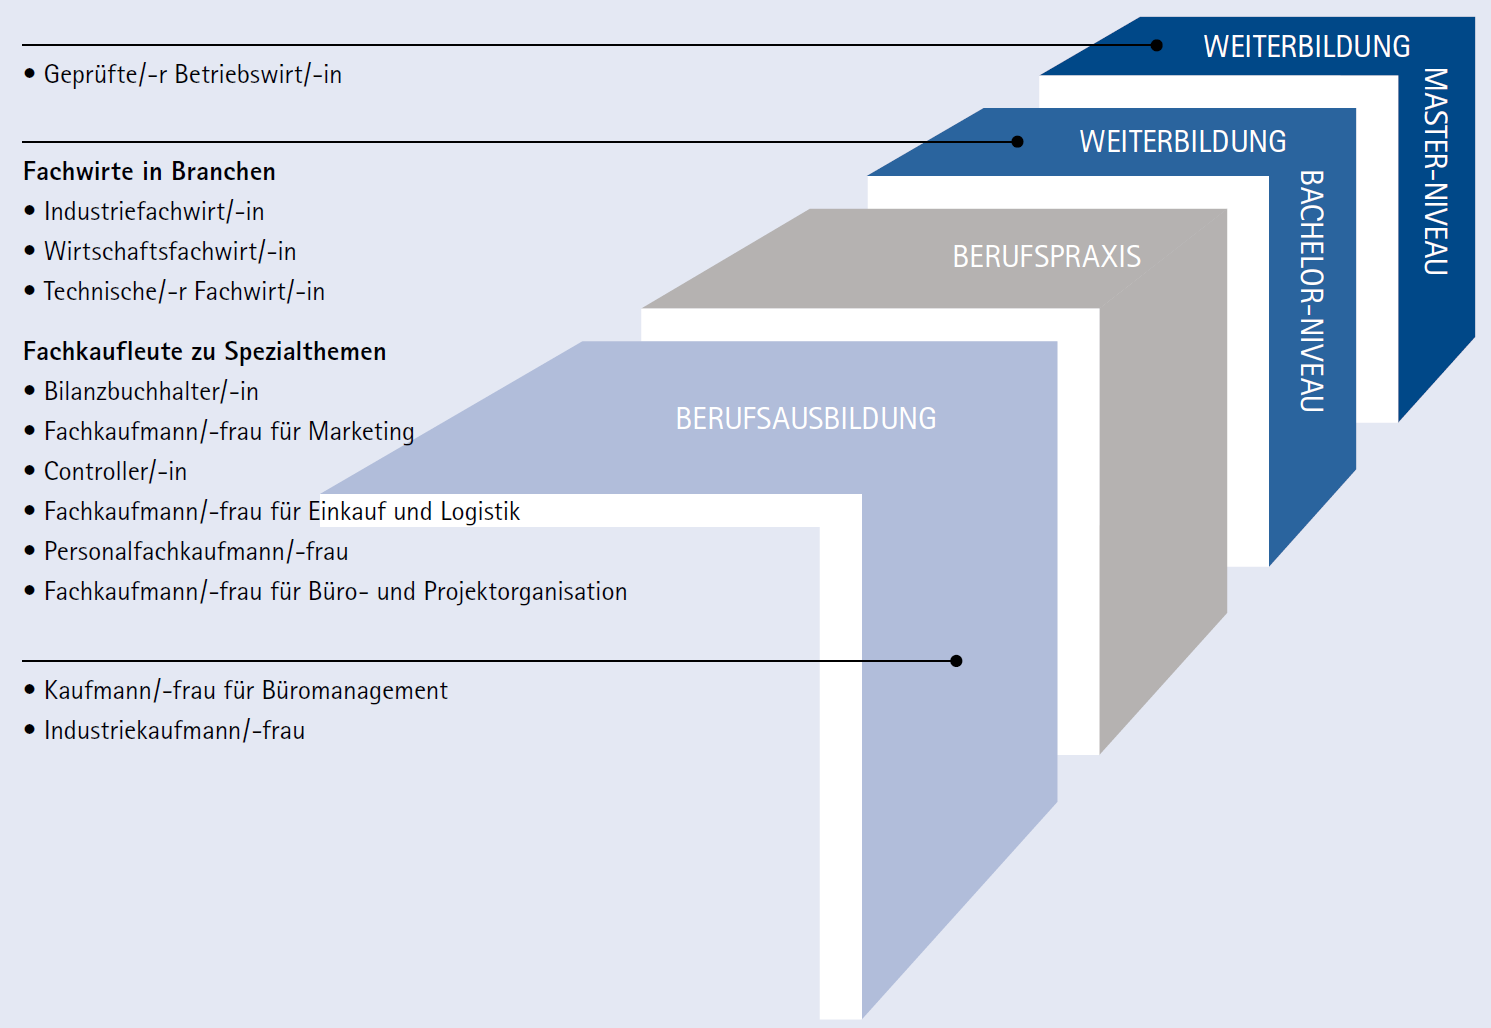 WEITERBILDUNG
MASTER-NIVEAU
• Geprüfte/-r Betriebswirt/-in
WEITERBILDUNG
BACHELOR-NIVEAU
Fachwirte in Branchen
• Industriefachwirt/-in
• Wirtschaftsfachwirt/-in
• Technische/-r Fachwirt/-in
BERUFSPRAXIS
Fachkaufleute zu Spezialthemen
• Bilanzbuchhalter/-in
• Fachkaufmann/-frau für Marketing
• Controller/-in
• Fachkaufmann/-frau für Einkauf und Logistik
• Personalfachkaufmann/-frau
• Fachkaufmann/-frau für Büro- und Projektorganisation
BERUFSAUSBILDUNG
• Kaufmann/-frau für Büromanagement
• Industriekaufmann/-frau